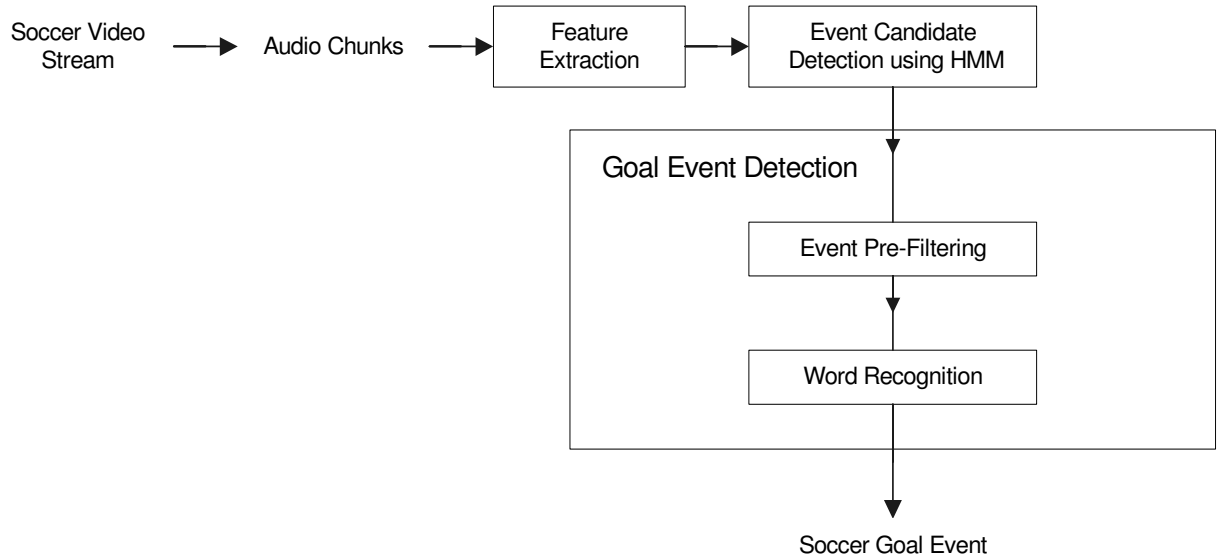 Soccer Video
Stream
Audio Chunks
Feature
Extraction
Event Candidate
Detection using HMM
Goal Event Detection
Event Pre-Filtering
Word Recognition
Soccer Goal Event